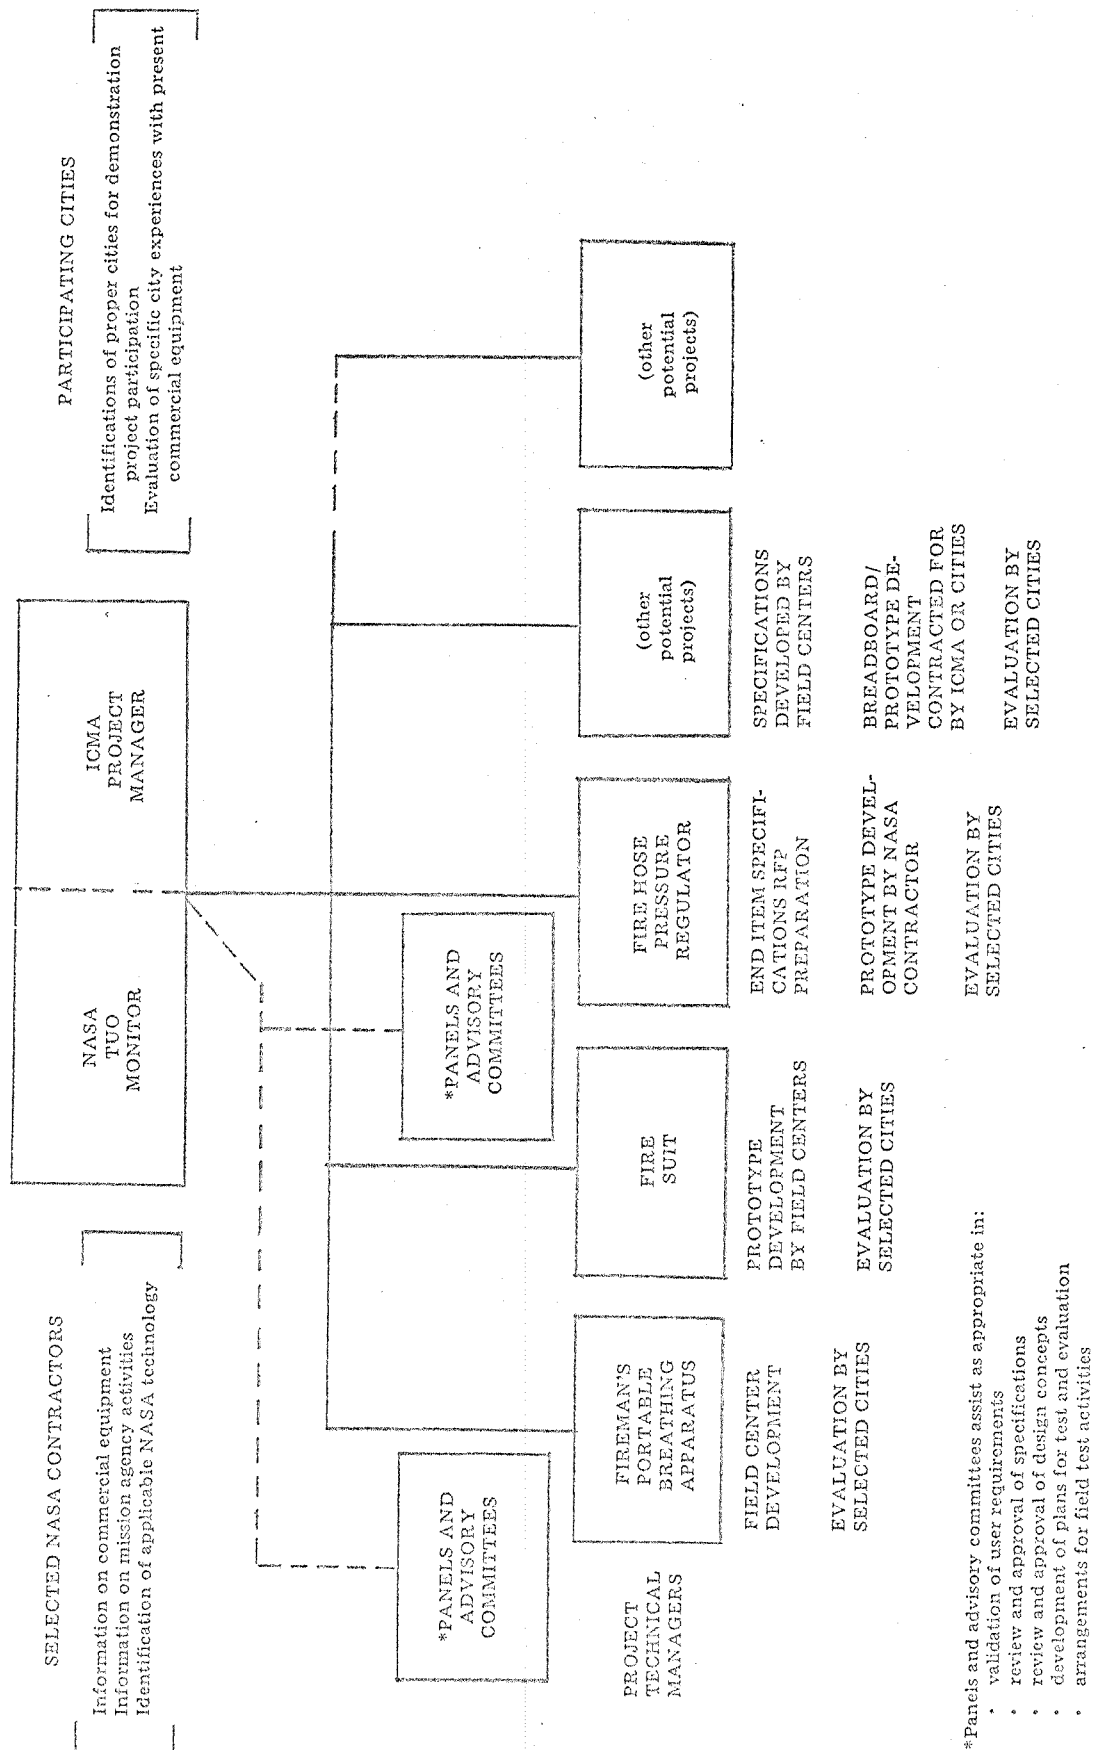 SELECTED NASA CONTRACTORS
Information on commercial equipment
Information on mission agency activities
Identification of applicable NASA technology
NASA
TUO
MONITOR
ICMA
PROJECT
MANAGER
PARTICIPATING CITIES
Identifications of proper cities for demonstration
project participation
Evaluation of specific city experiences with present
commercial equipment
*PANELS AND
ADVISORY
COMMITTEES
*PANELS AND
ADVISORY
COMMITTEES
PROJECT
TECHNICAL
MANAGERS
FIREMAN'S
PORTABLE
BREATHING
APPARATUS
FIELD CENTER
DEVELOPMENT
EVALUATION BY
SELECTED CITIES
FIRE
SUIT
PROTOTYPE
DEVELOPMENT
BY FIELD CENTERS
EVALUATION BY
SELECTED CITIES
FIRE HOSE
PRESSURE
REGULATOR
END ITEM SPECIFI-
CATIONS RFP
PREPARATION
PROTOTYPE DEVEL-
OPMENT BY NASA
CONTRACTOR
EVALUATION BY
SELECTED CITIES
(other
potential
projects)
SPECIFICATIONS
DEVELOPED BY
FIELD CENTERS
BREADBOARD/
PROTOTYPE DE-
VELOPMENT
CONTRACTED FOR
BY ICMA OR CITIES
EVALUATION BY
SELECTED CITIES
(other
potential
projects)
*Panels and advisory committees assist as appropriate in:
• validation of user requirements
• review and approval of specifications
• review and approval of design concepts
• development of plans for test and evaluation
• arrangements for field test activities